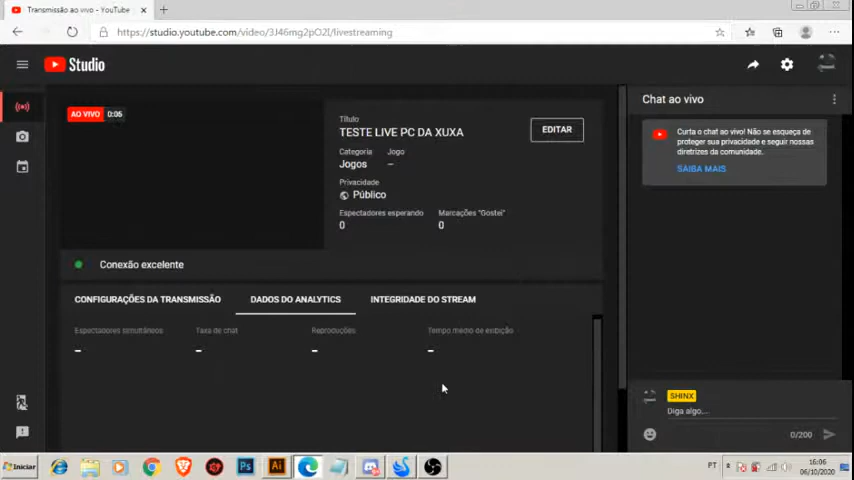 Transmissão ao vivo - YouTube
https://studio.youtube.com/video/3J46mg2pO2I/livestreaming
Studio
AO VIVO 0:05
Título
TESTE LIVE PC DA XUXA
EDITAR
Categoria Jogo
Jogos –
Privacidade
Público
Espectadores esperando Marcações "Gostei"
0 0
Conexão excelente
CONFIGURAÇÕES DA TRANSMISSÃO DADOS DO ANALYTICS INTEGRIDADE DO STREAM
Espectadores simultâneos Taxa de chat Reproduções Tempo médio de exibição
– – – –
Chat ao vivo
Curta o chat ao vivo! Não se esqueça de
proteger sua privacidade e seguir nossas
diretrizes da comunidade.
SAIBA MAIS
SHINX
Diga algo...
0/200
Iniciar
Ps
Ai
PT
16:06
06/10/2020